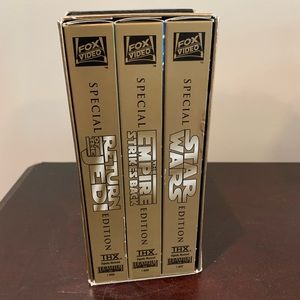 FOX
VIDEO
SPECIAL
RETURN
OF THE
JEDI
EDITION
THX
FOX
VIDEO
SPECIAL
THE
EMPIRE
STRIKES BACK
EDITION
THX
FOX
VIDEO
SPECIAL
STAR
WARS
EDITION
THX